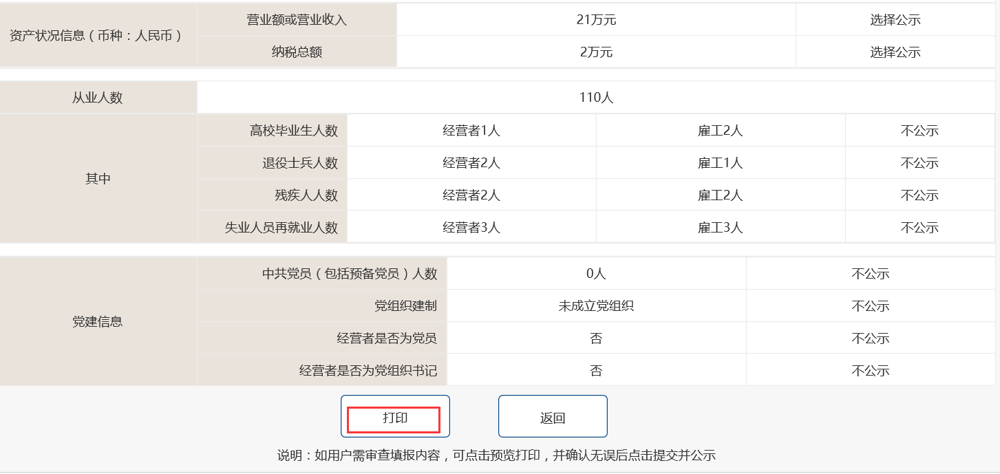 资产状况信息（币种：人民币）
营业额或营业收入 21万元 选择公示
纳税总额 2万元 选择公示
从业人数 110人
其中
高校毕业生人数 经营者1人 雇工2人 不公示
退役士兵人数 经营者2人 雇工1人 不公示
残疾人人数 经营者2人 雇工2人 不公示
失业人员再就业人数 经营者3人 雇工3人 不公示
党建信息
中共党员（包括预备党员）人数 0人 不公示
党组织建制 未成立党组织 不公示
经营者是否为党员 否 不公示
经营者是否为党组织书记 否 不公示
打印 返回
说明：如用户需审查填报内容，可点击预览打印，并确认无误后点击提交并公示